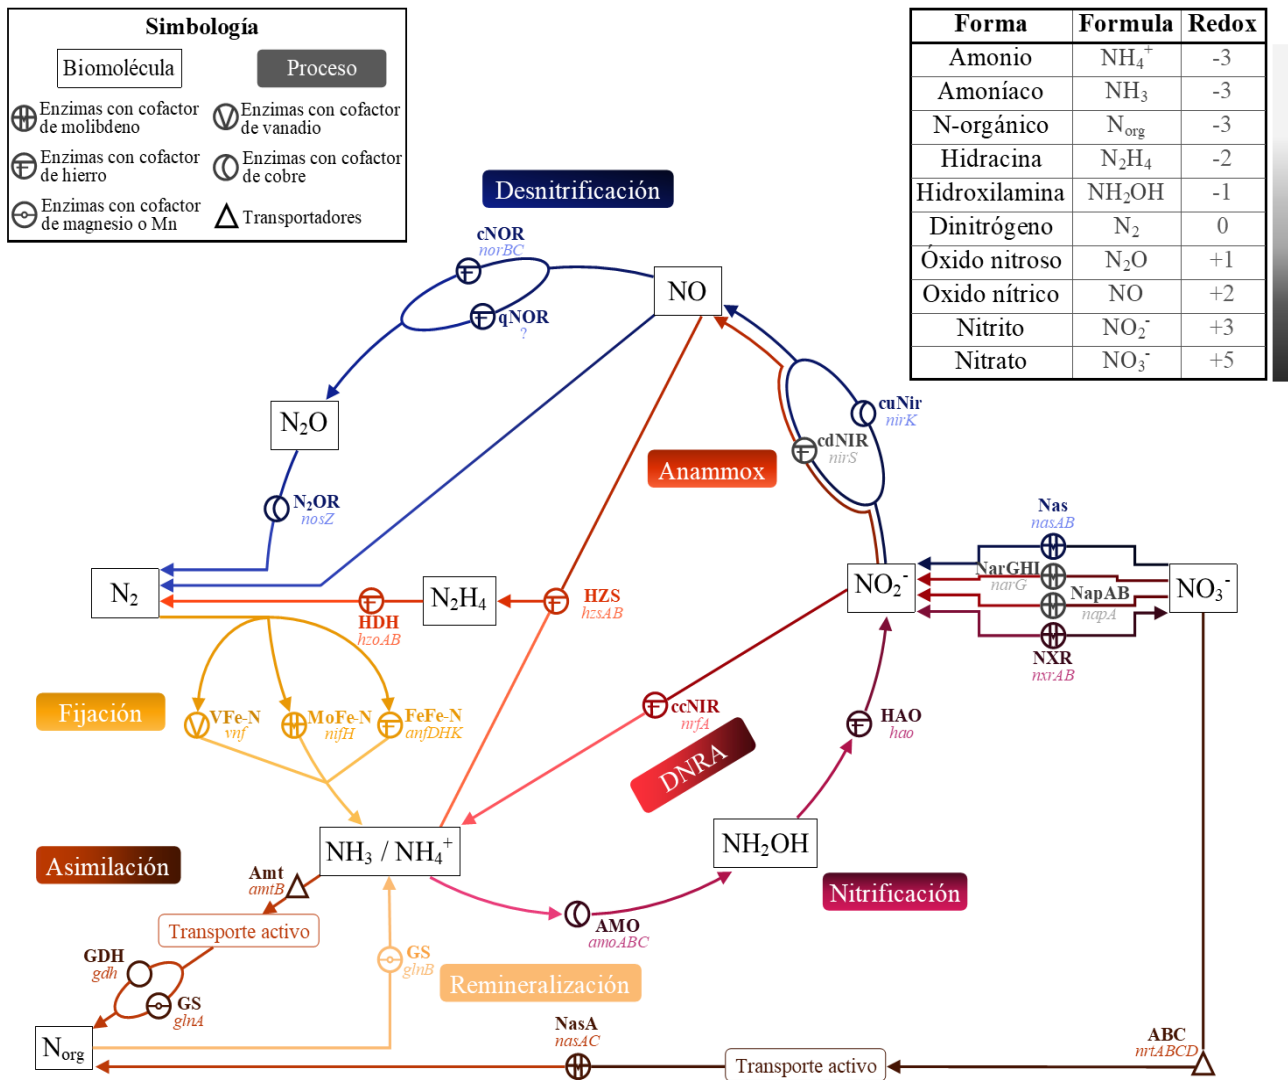 Simbología
Biomolécula
Proceso
Enzimas con cofactor
de molibdeno
Enzimas con cofactor
de vanadio
Enzimas con cofactor
de hierro
Enzimas con cofactor
de cobre
Enzimas con cofactor
de magnesio o Mn
Transportadores
Forma Formula Redox
Amonio NH₄⁺ -3
Amoníaco NH₃ -3
N-orgánico Norg -3
Hidracina N₂H₄ -2
Hidroxilamina NH₂OH -1
Dinitrógeno N₂ 0
Óxido nitroso N₂O +1
Oxido nítrico NO +2
Nitrito NO₂⁻ +3
Nitrato NO₃⁻ +5
Desnitrificación
cNOR
norBC
qNOR
?
NO
N₂O
cuNir
nirK
cdNIR
nirS
Anammox
N₂OR
nosZ
Nas
nasAB
NarGHI
narG
NapAB
napA
NXR
nxrAB
N₂
N₂H₄
NO₂⁻
NO₃⁻
HDH
hzoAB
HZS
hzsAB
Fijación
VFe-N
vnf
MoFe-N
nifH
FeFe-N
anfDHK
ccNIR
nrfA
DNRA
HAO
hao
NH₃ / NH₄⁺
NH₂OH
Asimilación
Amt
amtB
Nitrificación
Transporte activo
AMO
amoABC
GDH
gdh
GS
glnA
GS
glnB
Remineralización
Norg
NasA
nasAC
Transporte activo
ABC
nrtABCD